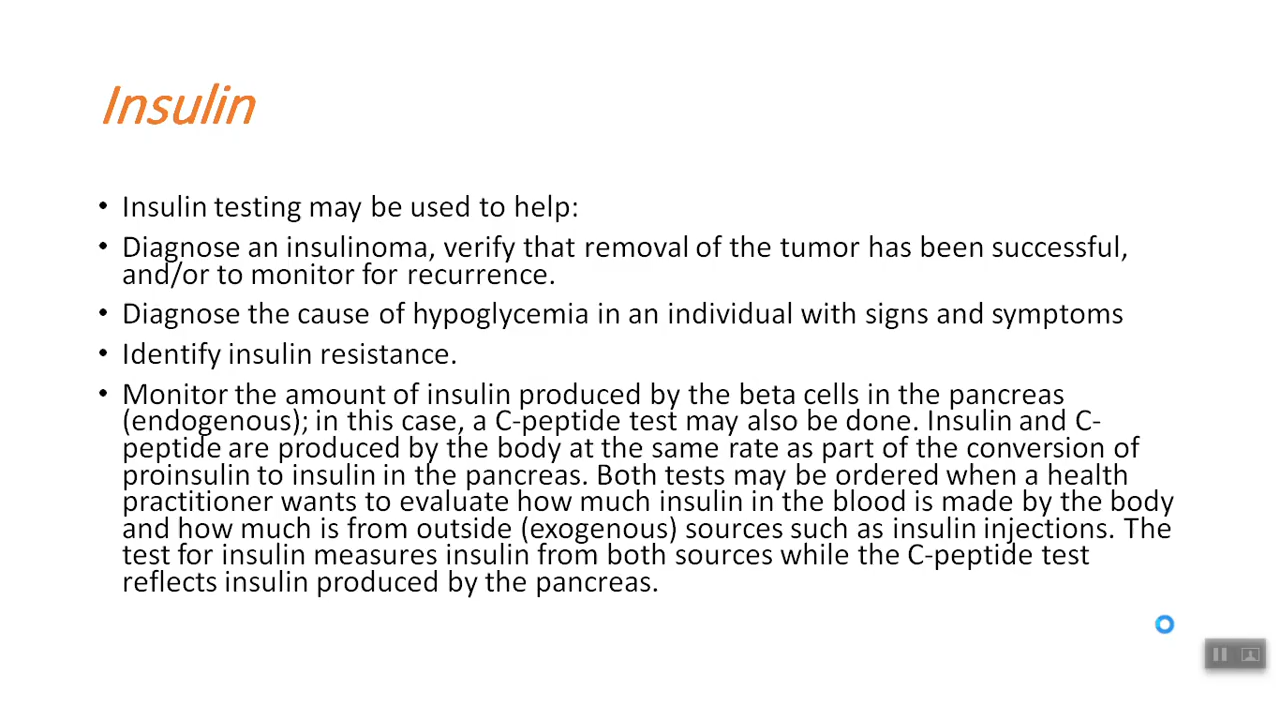 Insulin
• Insulin testing may be used to help:
• Diagnose an insulinoma, verify that removal of the tumor has been successful,
and/or to monitor for recurrence.
• Diagnose the cause of hypoglycemia in an individual with signs and symptoms
• Identify insulin resistance.
• Monitor the amount of insulin produced by the beta cells in the pancreas
(endogenous); in this case, a C-peptide test may also be done. Insulin and C-
peptide are produced by the body at the same rate as part of the conversion of
proinsulin to insulin in the pancreas. Both tests may be ordered when a health
practitioner wants to evaluate how much insulin in the blood is made by the body
and how much is from outside (exogenous) sources such as insulin injections. The
test for insulin measures insulin from both sources while the C-peptide test
reflects insulin produced by the pancreas.